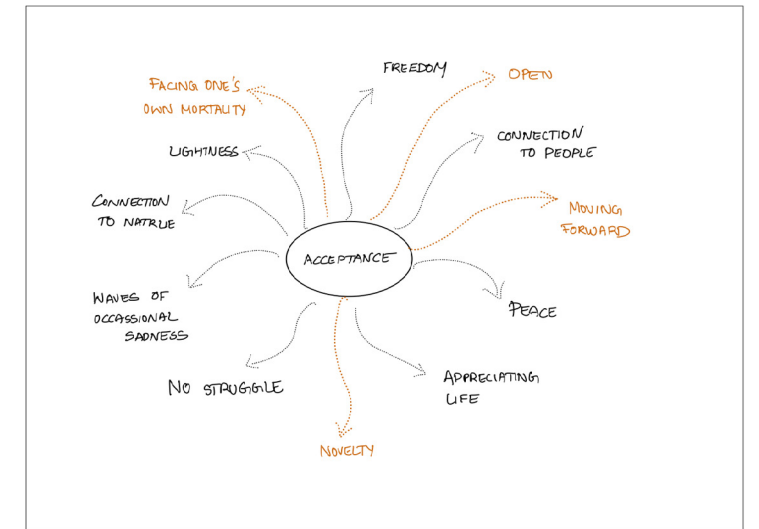 FREEDOM
OPEN
FACING ONE'S
OWN MORTALITY
CONNECTION
TO PEOPLE
LIGHTNESS
CONNECTION
TO NATRUE
MOVING
FORWARD
ACCEPTANCE
WAVES OF
OCCASSIONAL
SADNESS
PEACE
NO STRUGGLE
APPRECIATING
LIFE
NOVELTY